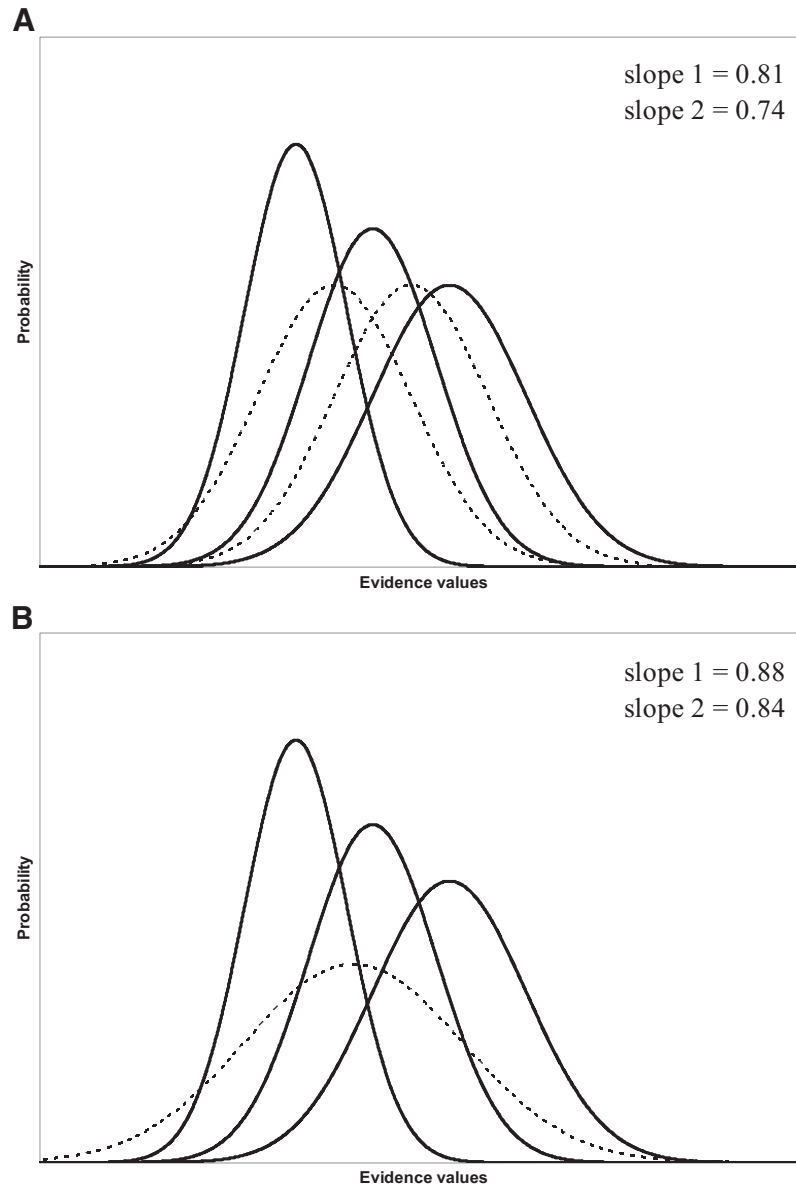 A
slope 1 = 0.81
slope 2 = 0.74
Probability
Evidence values
B
slope 1 = 0.88
slope 2 = 0.84
Probability
Evidence values